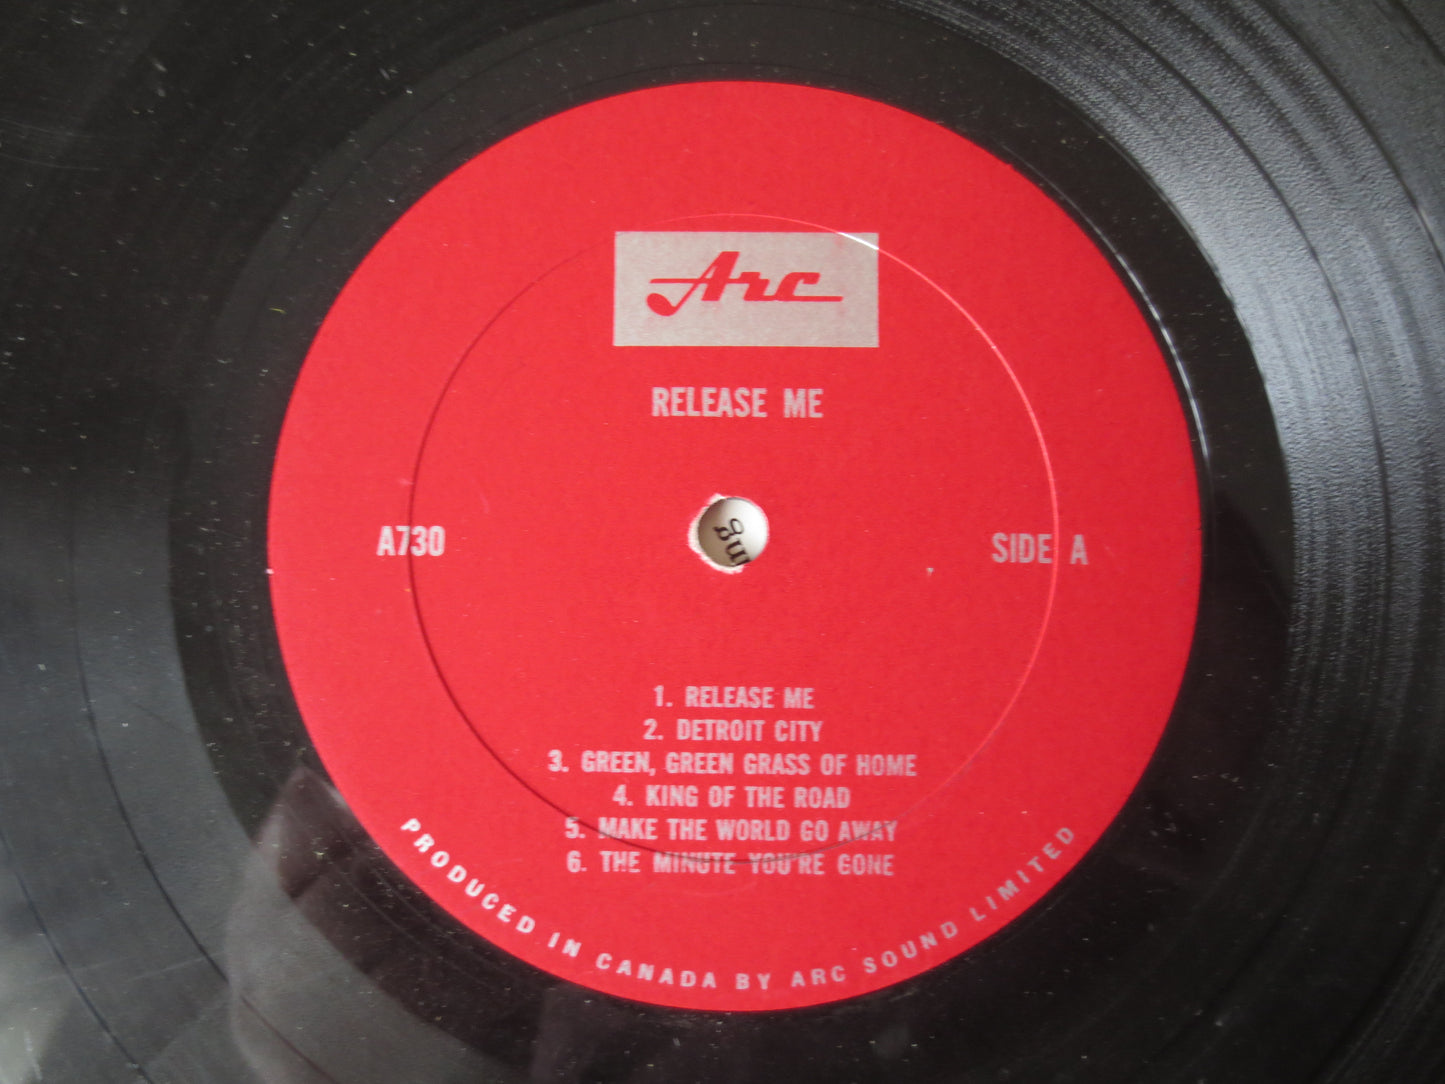 Arc
RELEASE ME
A730
SIDE A
gu
1. RELEASE ME
2. DETROIT CITY
3. GREEN, GREEN GRASS OF HOME
4. KING OF THE ROAD
5. MAKE THE WORLD GO AWAY
6. THE MINUTE YOU'RE GONE
PRODUCED IN CANADA BY ARC SOUND LIMITED